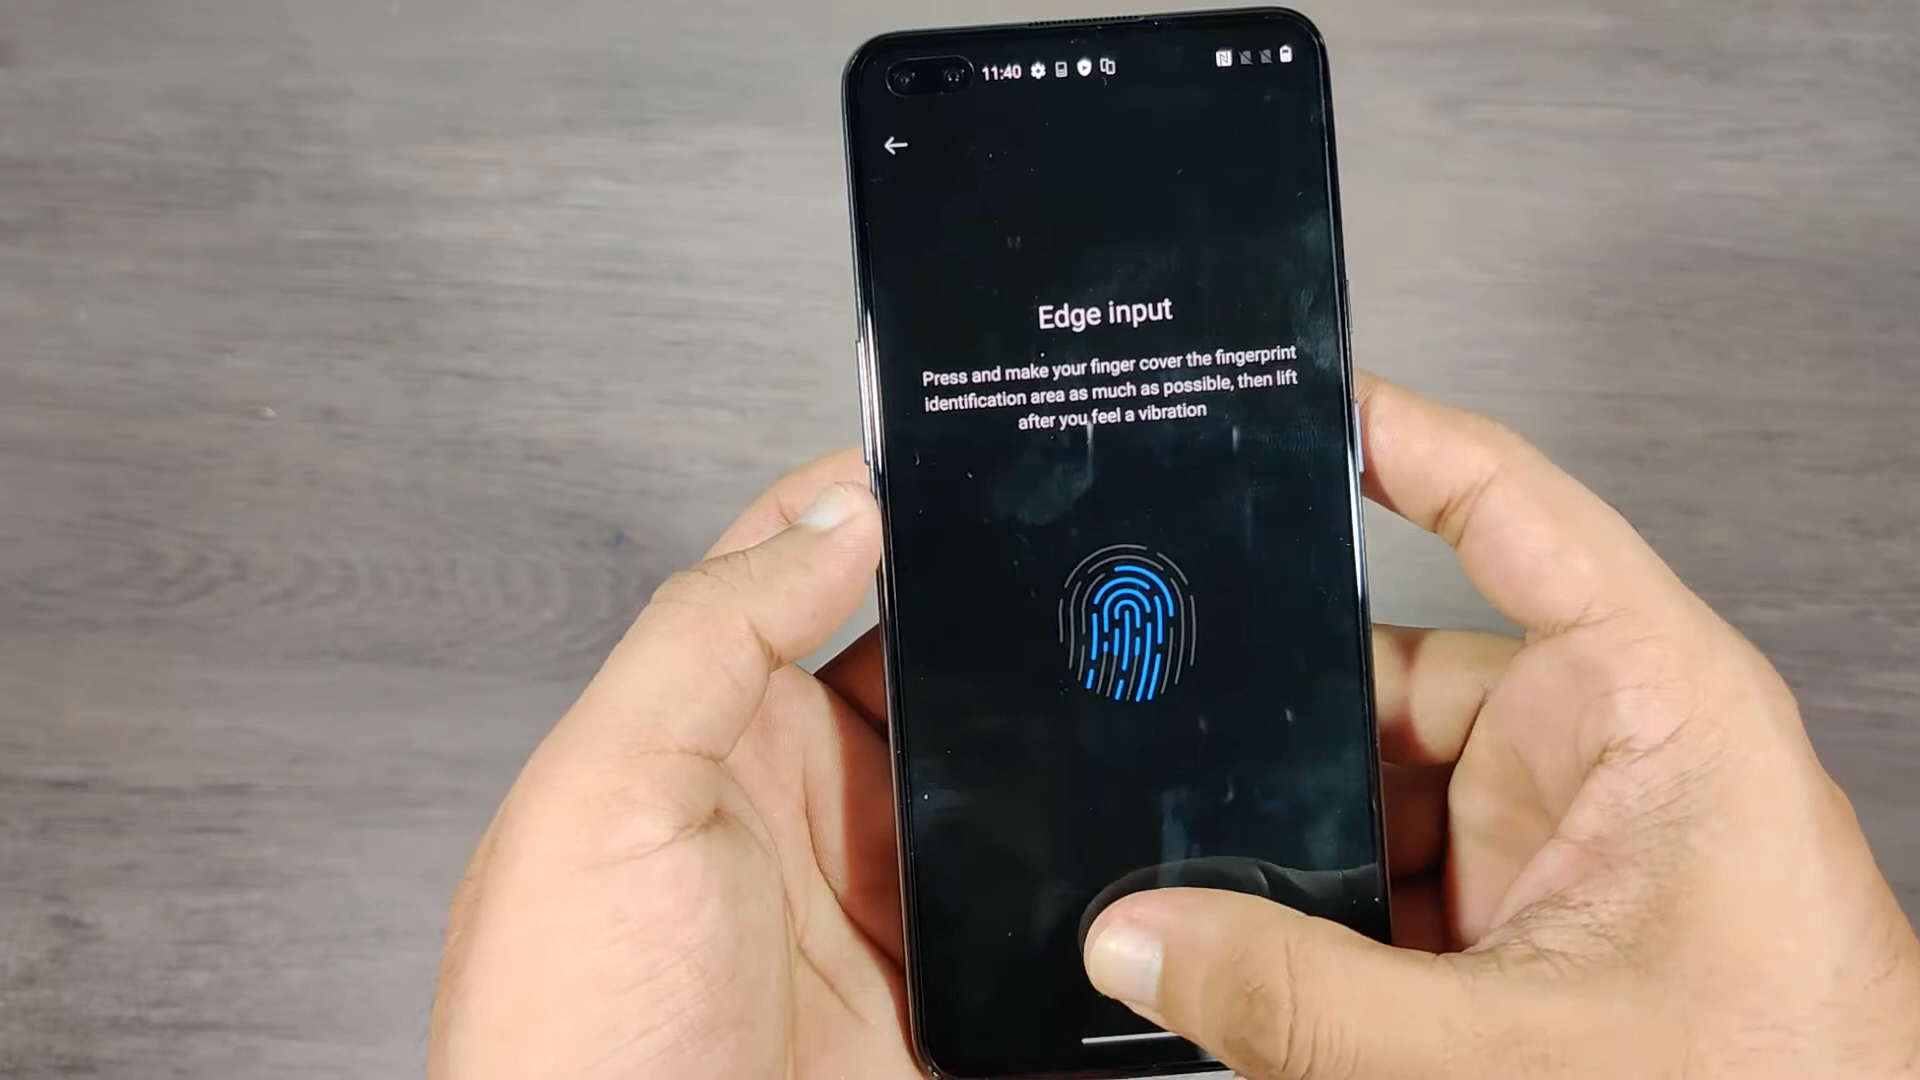 11:40
Edge input
Press and make your finger cover the fingerprint
identification area as much as possible, then lift
after you feel a vibration